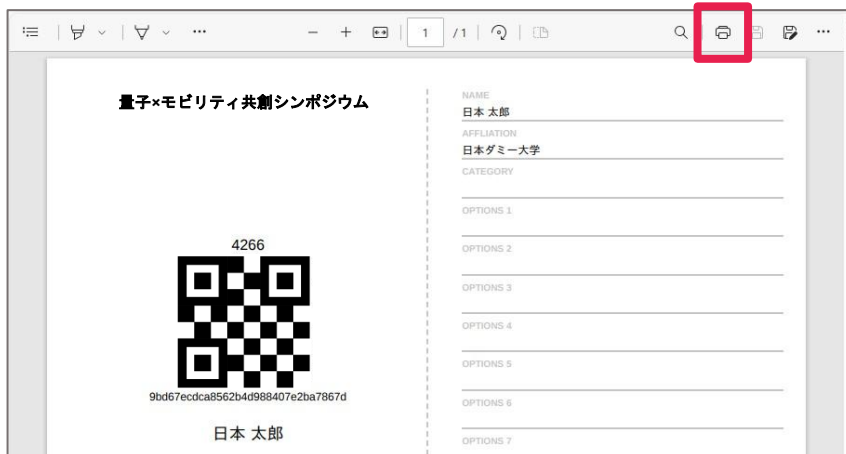 1 /1
量子×モビリティ共創シンポジウム
4266
9bd67ecdca8562b4d988407e2ba7867d
日本 太郎
NAME
日本 太郎
AFFLIATION
日本ダミー大学
CATEGORY
OPTIONS 1
OPTIONS 2
OPTIONS 3
OPTIONS 4
OPTIONS 5
OPTIONS 6
OPTIONS 7